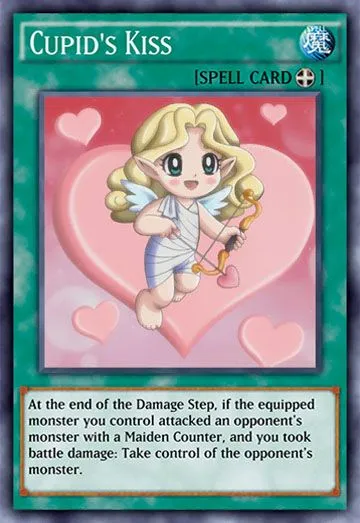 CUPID'S KISS
[SPELL CARD ]
At the end of the Damage Step, if the equipped
monster you control attacked an opponent's
monster with a Maiden Counter, and you took
battle damage: Take control of the opponent's
monster.